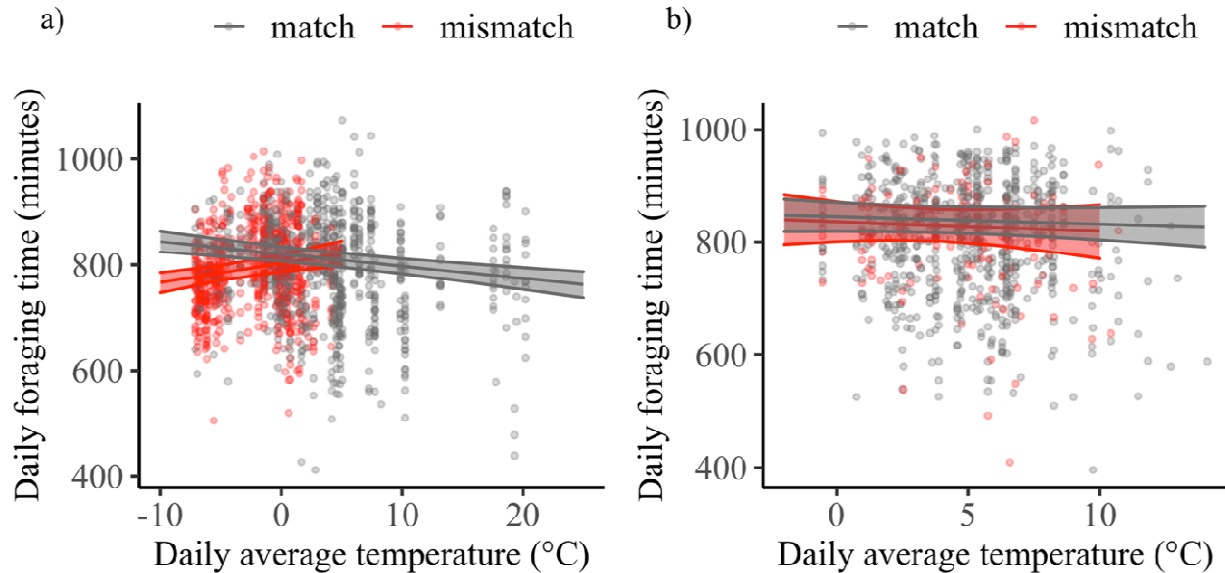 a)
match mismatch
Daily foraging time (minutes)
1000
800
600
400
-10 0 10 20
Daily average temperature (°C)
b)
match mismatch
Daily foraging time (minutes)
1000
800
600
400
0 5 10
Daily average temperature (°C)